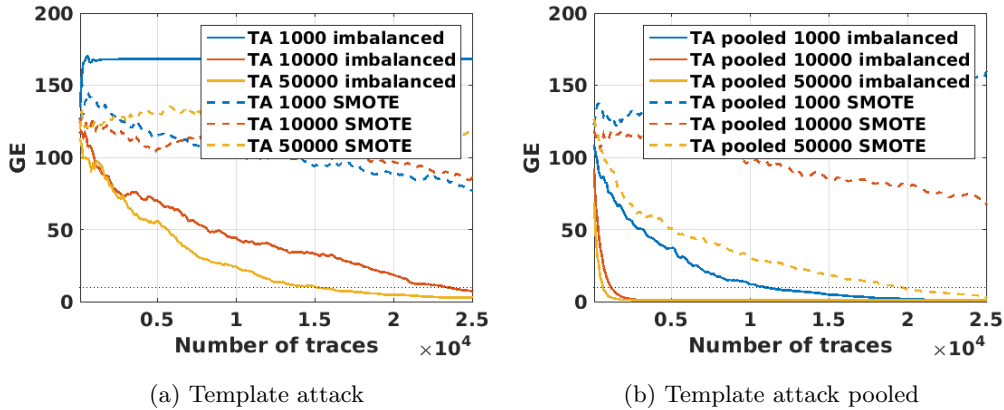 200
150
100
50
0
GE
TA 1000 imbalanced
TA 10000 imbalanced
TA 50000 imbalanced
TA 1000 SMOTE
TA 10000 SMOTE
TA 50000 SMOTE
0.5 1 1.5 2 2.5
Number of traces ×10^4
(a) Template attack
200
150
100
50
0
GE
TA pooled 1000 imbalanced
TA pooled 10000 imbalanced
TA pooled 50000 imbalanced
TA pooled 1000 SMOTE
TA pooled 10000 SMOTE
TA pooled 50000 SMOTE
0.5 1 1.5 2 2.5
Number of traces ×10^4
(b) Template attack pooled